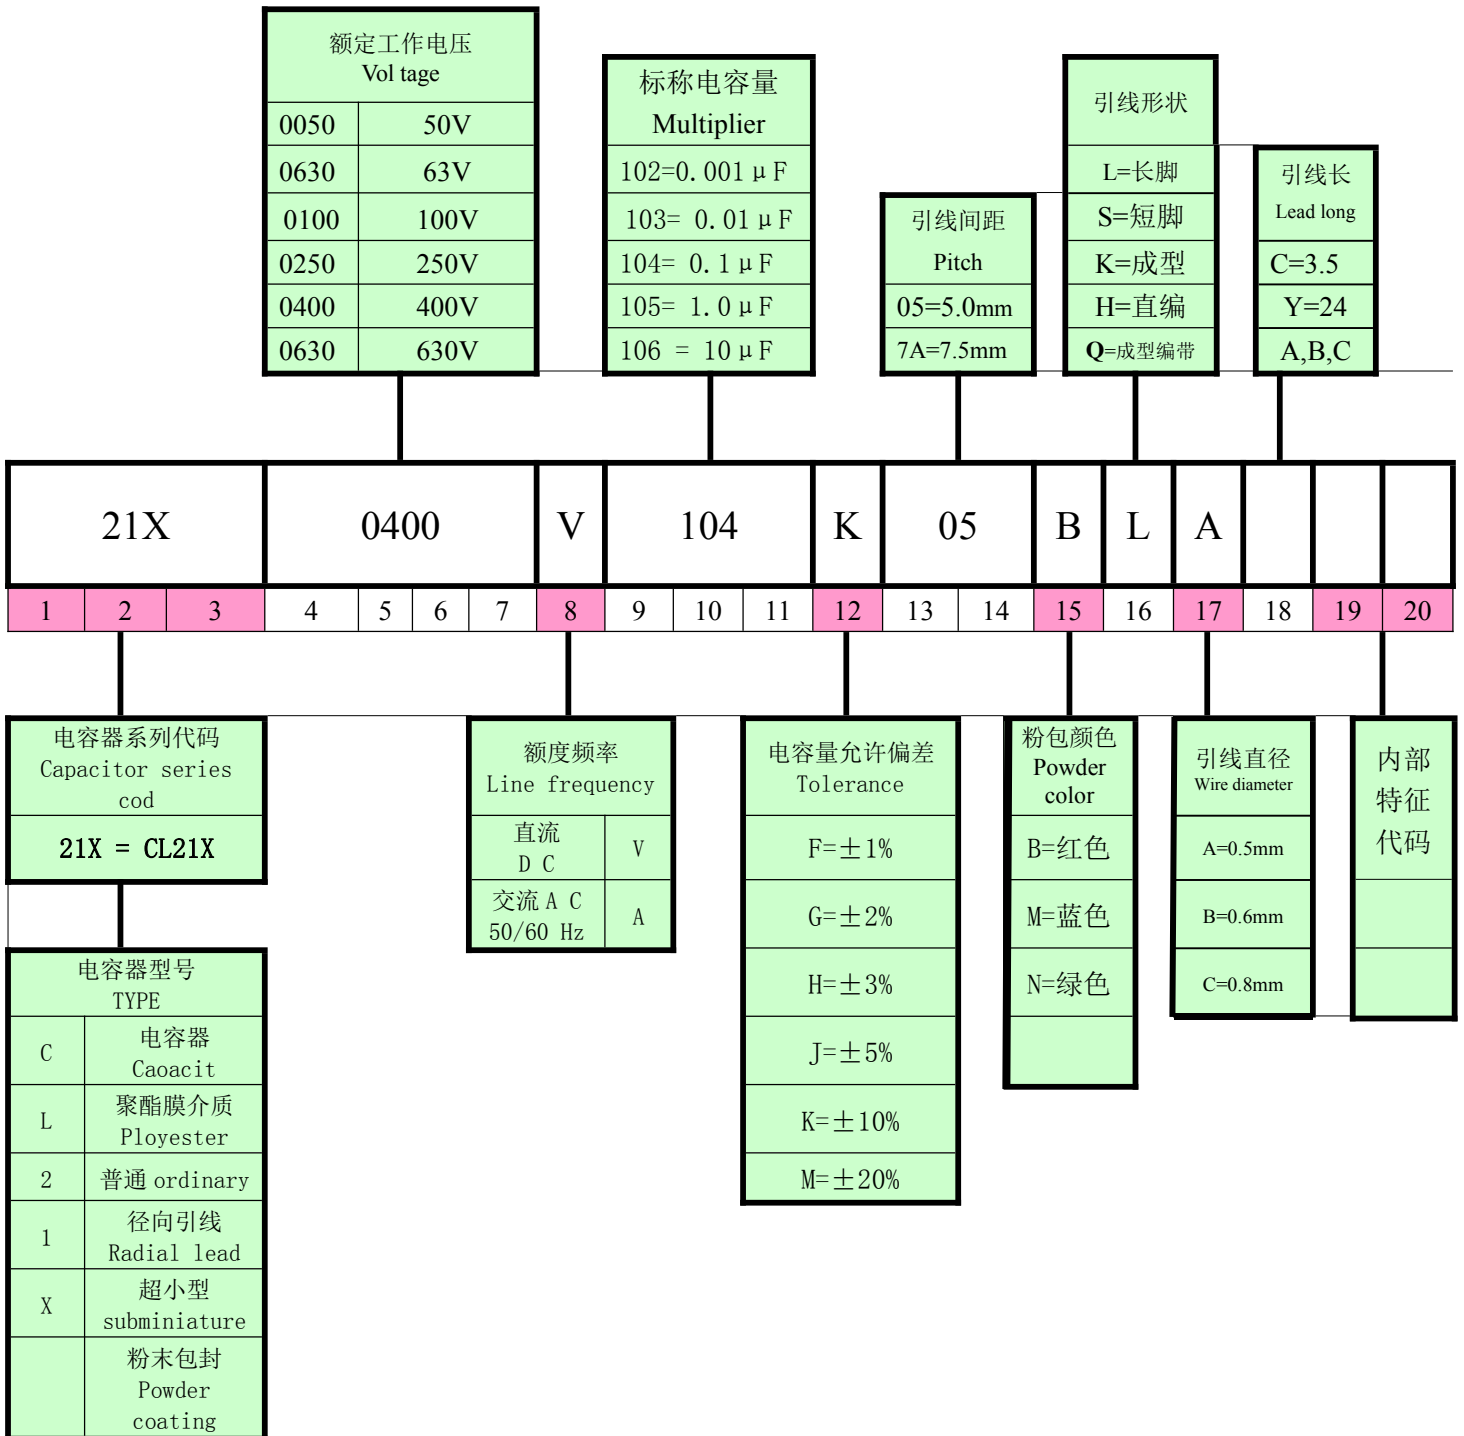 额定工作电压
Vol tage
0050 50V
0630 63V
0100 100V
0250 250V
0400 400V
0630 630V
标称电容量
Multiplier
102=0.001μF
103= 0.01μF
104= 0.1μF
105= 1.0μF
106 = 10μF
引线间距
Pitch
05=5.0mm
7A=7.5mm
引线形状
L=长脚
S=短脚
K=成型
H=直编
Q=成型编带
引线长
Lead long
C=3.5
Y=24
A,B,C
21X 0400 V 104 K 05 B L A
1 2 3 4 5 6 7 8 9 10 11 12 13 14 15 16 17 18 19 20
电容器系列代码
Capacitor series
cod
21X = CL21X
电容器型号
TYPE
C 电容器
Caoacit
L 聚酯膜介质
Ployester
2 普通 ordinary
1 径向引线
Radial lead
X 超小型
subminiature
粉末包封
Powder
coating
额度频率
Line frequency
直流
D C V
交流 A C
50/60 Hz A
电容量允许偏差
Tolerance
F=±1%
G=±2%
H=±3%
J=±5%
K=±10%
M=±20%
粉包颜色
Powder
color
B=红色
M=蓝色
N=绿色
引线直径
Wire diameter
A=0.5mm
B=0.6mm
C=0.8mm
内部
特征
代码